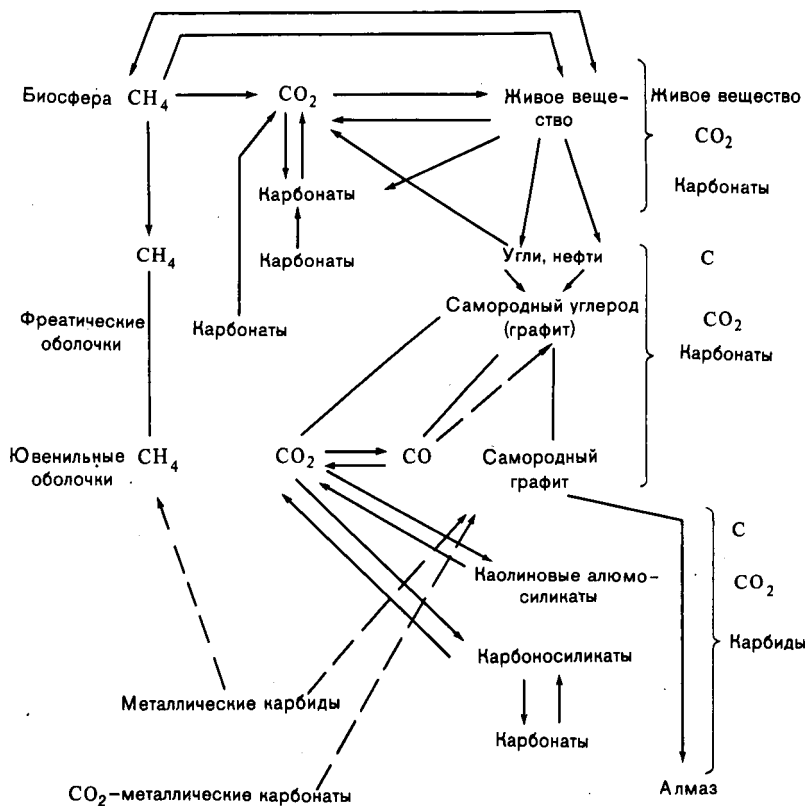 Биосфера CH₄ CO₂ Живое веще-
ство
Живое вещество
CO₂
Карбонаты
Карбонаты
CH₄
Карбонаты
Угли, нефти
C
Фреатические
оболочки
Карбонаты
Самородный углерод
(графит)
CO₂
Карбонаты
Ювенильные
оболочки
CH₄
CO₂
CO
Самородный
графит
C
Каолиновые алюмо-
силикаты
CO₂
Карбоносиликаты
Карбиды
Металлические карбиды
Карбонаты
CO₂–металлические карбонаты
Алмаз